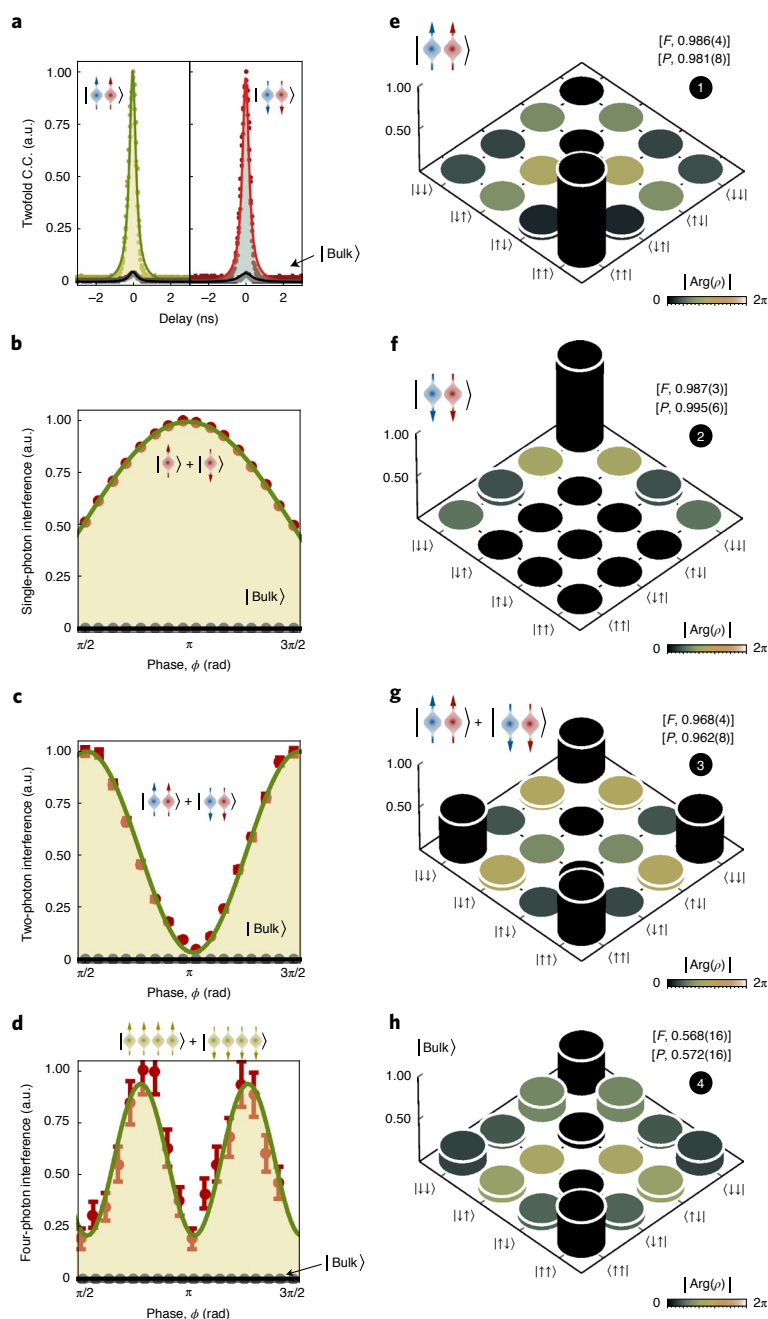 a
Twofold C.C. (a.u.)
1.00
0.75
0.50
0.25
0
| ⟩
| ⟩
|Bulk⟩
−2 0 2 −2 0 2
Delay (ns)
b
Single-photon interference (a.u.)
1.00
0.75
0.50
0.25
0
| ⟩ + | ⟩
|Bulk⟩
π/2 π 3π/2
Phase, ϕ (rad)
c
Two-photon interference (a.u.)
1.00
0.75
0.50
0.25
0
| ⟩ + | ⟩
|Bulk⟩
π/2 π 3π/2
Phase, ϕ (rad)
d
| ⟩ + | ⟩
Four-photon interference (a.u.)
1.00
0.75
0.50
0.25
0
|Bulk⟩
π/2 π 3π/2
Phase, ϕ (rad)
e
| ⟩
[F, 0.986(4)]
[P, 0.981(8)]
1
1.00
0.50
|↓↓⟩ ⟨↓↓|
|↓↑⟩ ⟨↑↓|
|↑↓⟩ ⟨↓↑|
|↑↑⟩ ⟨↑↑|
|Arg(ρ)|
0 2π
f
| ⟩
[F, 0.987(3)]
[P, 0.995(6)]
2
1.00
0.50
|↓↓⟩ ⟨↓↓|
|↓↑⟩ ⟨↑↓|
|↑↓⟩ ⟨↓↑|
|↑↑⟩ ⟨↑↑|
|Arg(ρ)|
0 2π
g
| ⟩ + | ⟩
[F, 0.968(4)]
[P, 0.962(8)]
3
1.00
0.50
|↓↓⟩ ⟨↓↓|
|↓↑⟩ ⟨↑↓|
|↑↓⟩ ⟨↓↑|
|↑↑⟩ ⟨↑↑|
|Arg(ρ)|
0 2π
h
|Bulk⟩
[F, 0.568(16)]
[P, 0.572(16)]
4
1.00
0.50
|↓↓⟩ ⟨↓↓|
|↓↑⟩ ⟨↑↓|
|↑↓⟩ ⟨↓↑|
|↑↑⟩ ⟨↑↑|
|Arg(ρ)|
0 2π